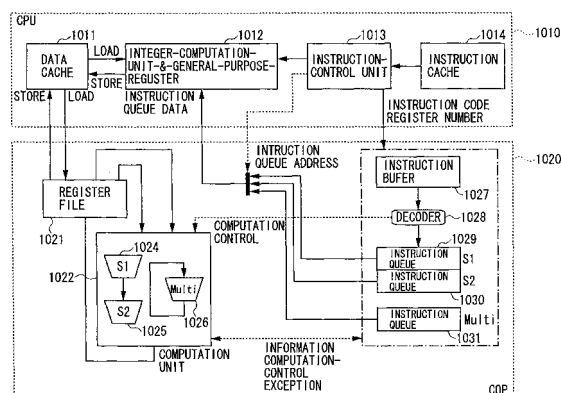 CPU
1011
1012
1013
1014
1010
DATA
CACHE
LOAD
STORE
INTEGER-COMPUTATION-
UNIT-&-GENERAL-PURPOSE-
REGUSTER
INSTRUCTION-
CONTROL UNIT
INSTRUCTION
CACHE
STORE
LOAD
INSTRUCTION
QUEUE DATA
INSTRUCTION CODE
REGISTER NUMBER
INTRUCTION
QUEUE ADDRESS
1020
REGISTER
FILE
1021
INSTRUCTION
BUFER
1027
DECODER
1028
COMPUTATION
CONTROL
1022
1024
S1
S2
1025
Multi
1026
1029
INSTRUCTION
QUEUE
S1
INSTRUCTION
QUEUE
S2
1030
INSTRUCTION
QUEUE
Multi
1031
COMPUTATION
UNIT
INFORMATION
COMPUTATION-
CONTROL
EXCEPTION
COP